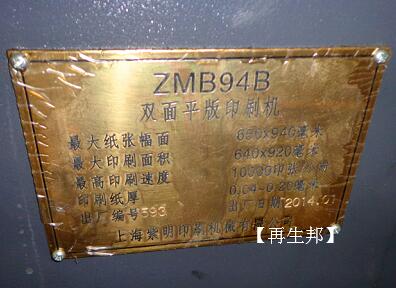 ZMB94B
双面平版印刷机
最大纸张幅面 650x940毫米
最大印刷面积 640x920毫米
最高印刷速度 10000印张/小时
印刷纸厚 0.04-0.20毫米
出厂编号 593 出厂日期 2014.07
上海紫明印刷机械有限公司
【再生邦】